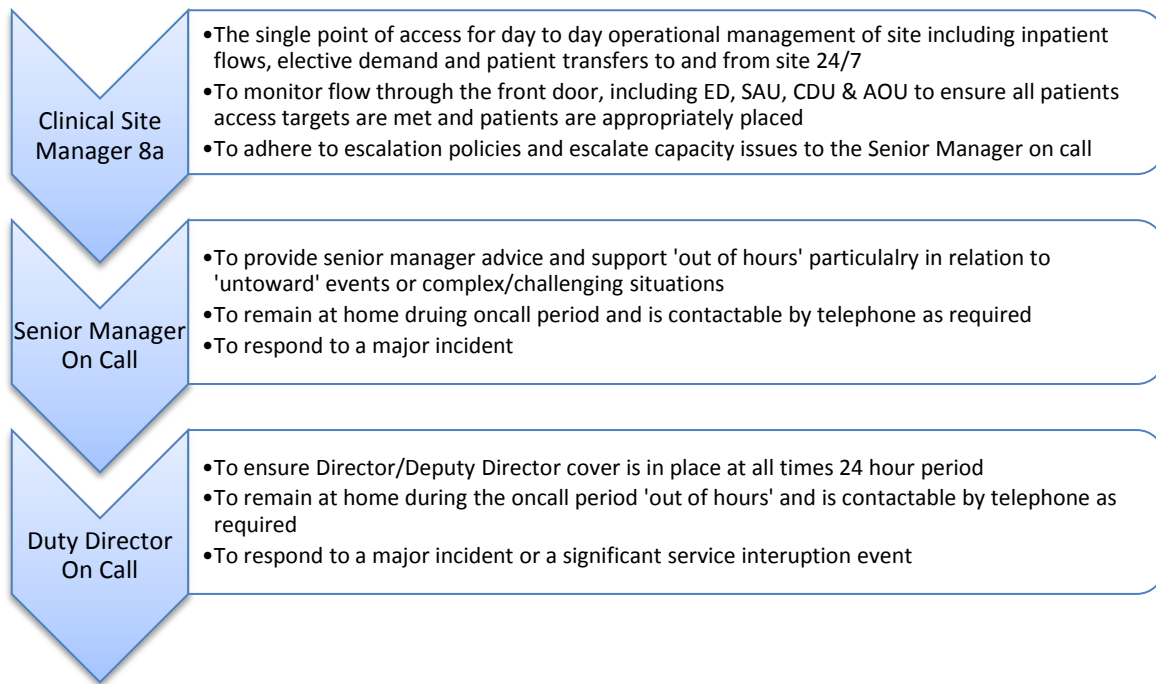 Clinical Site
Manager 8a
•The single point of access for day to day operational management of site including inpatient
flows, elective demand and patient transfers to and from site 24/7
•To monitor flow through the front door, including ED, SAU, CDU & AOU to ensure all patients
access targets are met and patients are appropriately placed
•To adhere to escalation policies and escalate capacity issues to the Senior Manager on call
Senior Manager
On Call
•To provide senior manager advice and support 'out of hours' particulalry in relation to
'untoward' events or complex/challenging situations
•To remain at home druing oncall period and is contactable by telephone as required
•To respond to a major incident
Duty Director
On Call
•To ensure Director/Deputy Director cover is in place at all times 24 hour period
•To remain at home during the oncall period 'out of hours' and is contactable by telephone as
required
•To respond to a major incident or a significant service interuption event